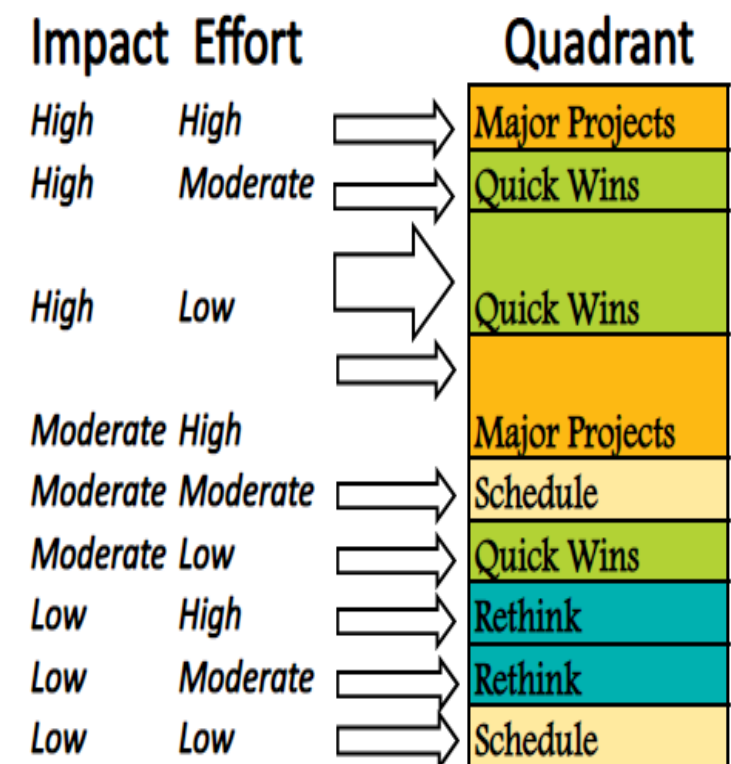 Impact Effort Quadrant
High High Major Projects
High Moderate Quick Wins
High Low Quick Wins
Moderate High Major Projects
Moderate Moderate Schedule
Moderate Low Quick Wins
Low High Rethink
Low Moderate Rethink
Low Low Schedule